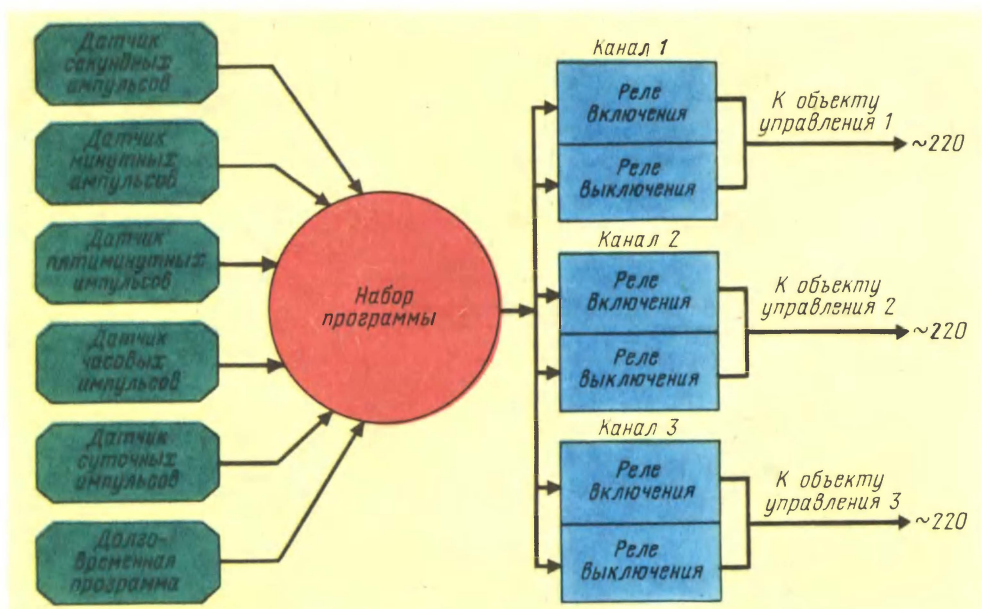 Датчик
секундных
импульсов
Датчик
минутных
импульсов
Датчик
пятиминутных
импульсов
Датчик
часовых
импульсов
Датчик
суточных
импульсов
Долго-
временная
программа
Набор
программы
Канал 1
Реле
включения
Реле
выключения
К объекту
управления 1
~220
Канал 2
Реле
включения
Реле
выключения
К объекту
управления 2
~220
Канал 3
Реле
включения
Реле
выключения
К объекту
управления 3
~220